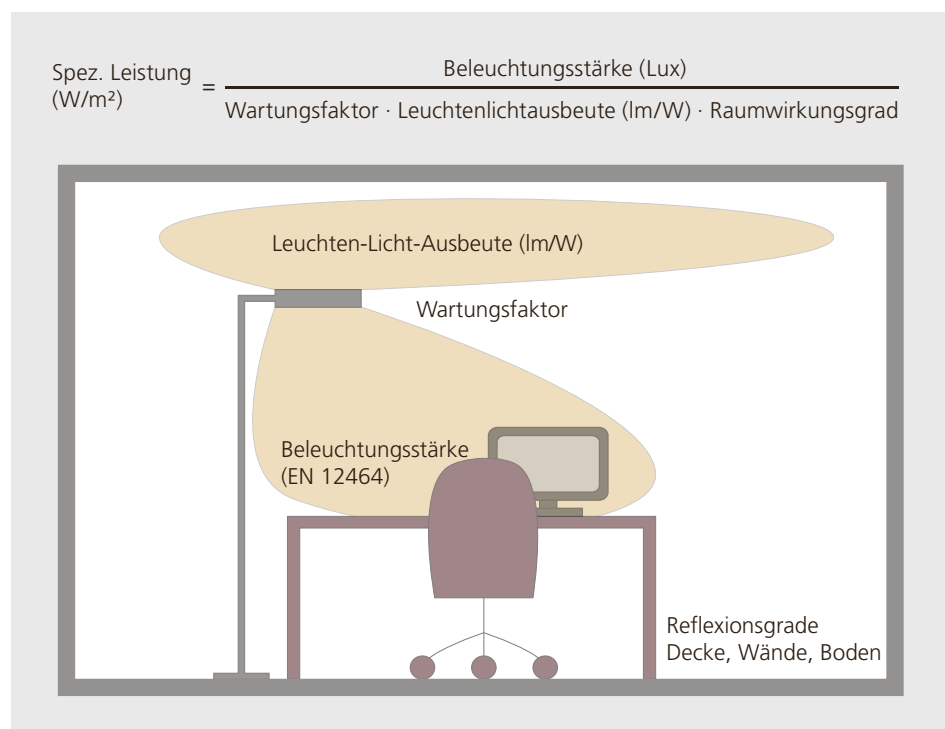 Spez. Leistung
(W/m²)
=
Beleuchtungsstärke (Lux)
Wartungsfaktor · Leuchtenlichtausbeute (lm/W) · Raumwirkungsgrad
Leuchten-Licht-Ausbeute (lm/W)
Wartungsfaktor
Beleuchtungsstärke
(EN 12464)
Reflexionsgrade
Decke, Wände, Boden